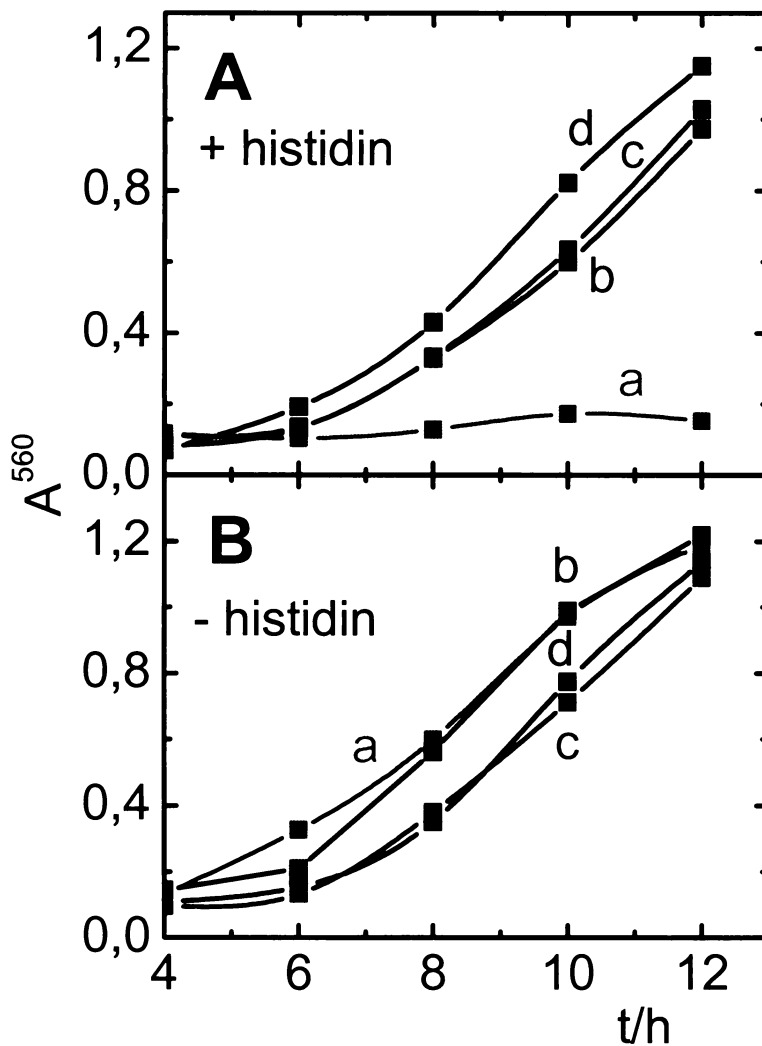 1,2
A
+ histidin
d
c
0,8
b
0,4
a
0,0
A560
1,2
B
- histidin
b
d
0,8
a
c
0,4
0,0
4 6 8 10 12
t/h